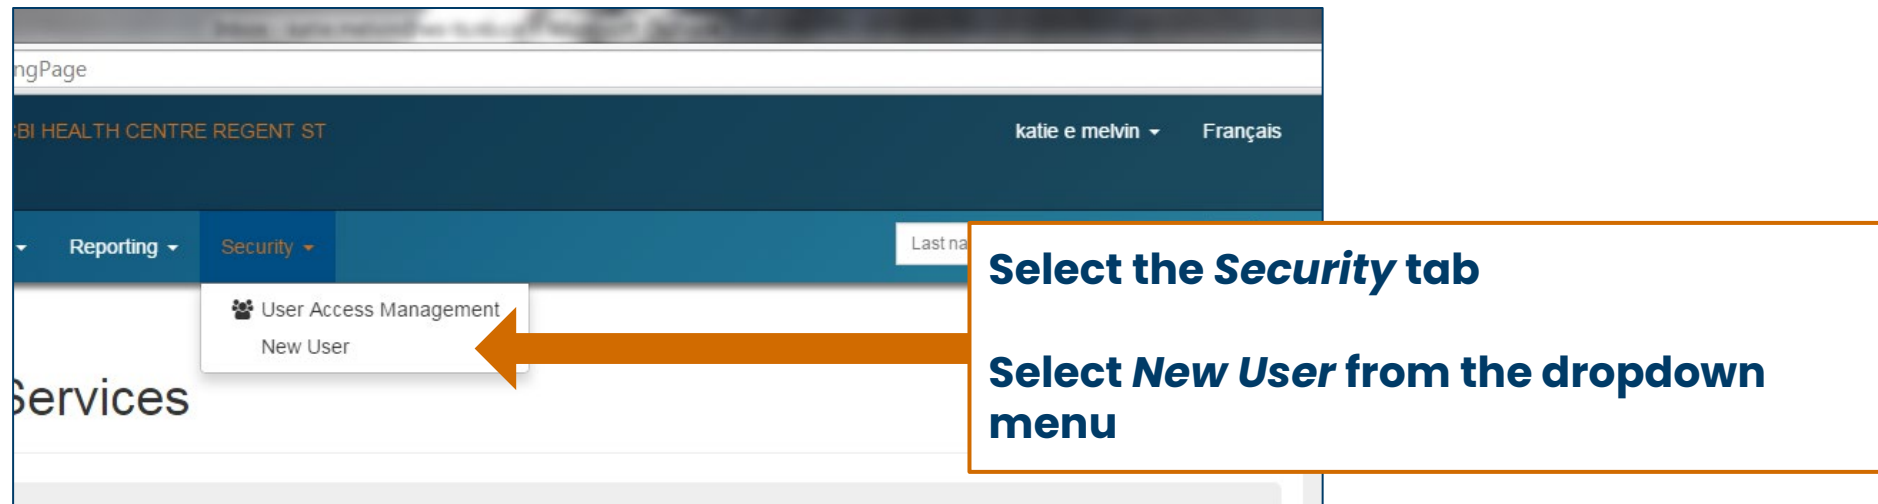 ngPage
BI HEALTH CENTRE REGENT ST
katie e melvin
Français
Reporting
Security
Last na
User Access Management
New User
Services
Select the Security tab
Select New User from the dropdown
menu